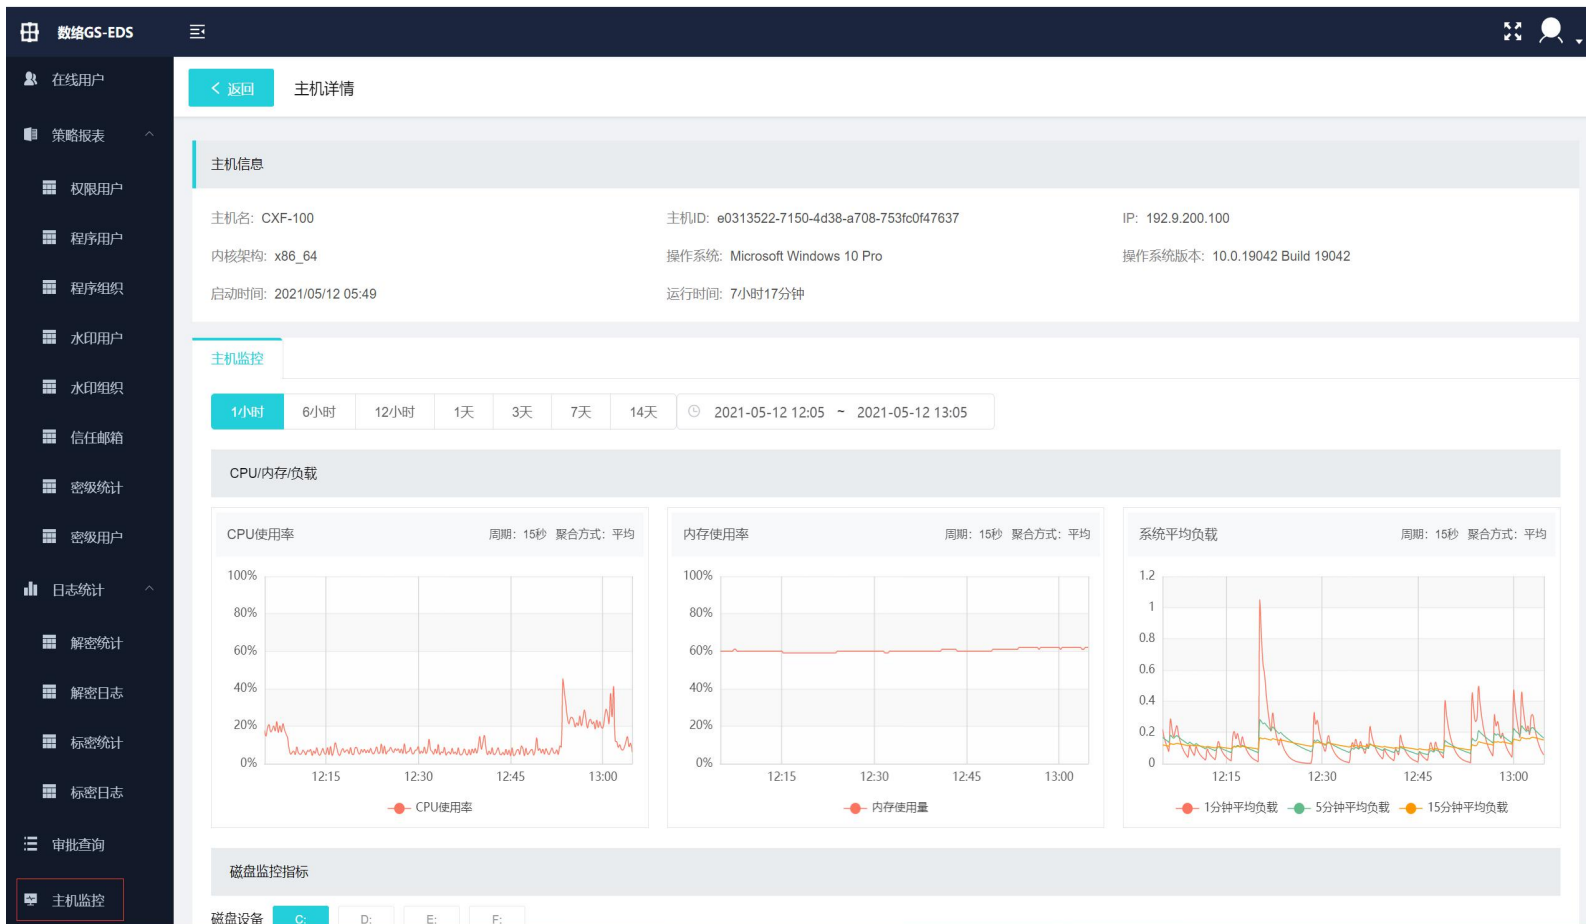 数络GS-EDS
在线用户
策略报表
权限用户
程序用户
程序组织
水印用户
水印组织
信任邮箱
密级统计
密级用户
日志统计
解密统计
解密日志
标密统计
标密日志
审批查询
主机监控
返回 主机详情
主机信息
主机名: CXF-100 主机ID: e0313522-7150-4d38-a708-753fc0f47637 IP: 192.9.200.100
内核架构: x86_64 操作系统: Microsoft Windows 10 Pro 操作系统版本: 10.0.19042 Build 19042
启动时间: 2021/05/12 05:49 运行时间: 7小时17分钟
主机监控
1小时 6小时 12小时 1天 3天 7天 14天 2021-05-12 12:05 ~ 2021-05-12 13:05
CPU/内存/负载
CPU使用率 周期: 15秒 聚合方式: 平均
100%
80%
60%
40%
20%
0%
12:15 12:30 12:45 13:00
CPU使用率
内存使用率 周期: 15秒 聚合方式: 平均
100%
80%
60%
40%
20%
0%
12:15 12:30 12:45 13:00
内存使用量
系统平均负载 周期: 15秒 聚合方式: 平均
1.2
1
0.8
0.6
0.4
0.2
0
12:15 12:30 12:45 13:00
1分钟平均负载 5分钟平均负载 15分钟平均负载
磁盘监控指标
磁盘设备 C: D: E: F: